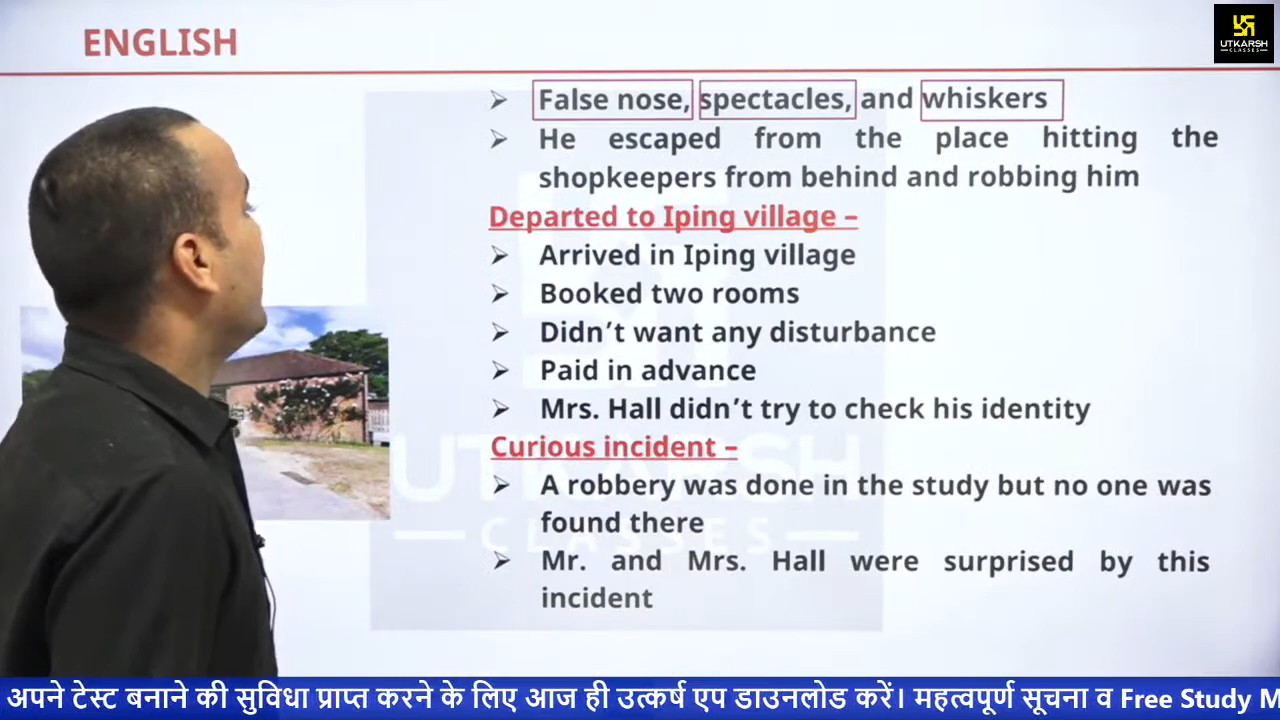 ENGLISH
UTKARSH
CLASSES
➢ False nose, spectacles, and whiskers
➢ He escaped from the place hitting the
shopkeepers from behind and robbing him
Departed to Iping village –
➢ Arrived in Iping village
➢ Booked two rooms
➢ Didn't want any disturbance
➢ Paid in advance
➢ Mrs. Hall didn't try to check his identity
Curious incident –
➢ A robbery was done in the study but no one was
found there
➢ Mr. and Mrs. Hall were surprised by this
incident
UTKARSH
CLASSES
अपने टेस्ट बनाने की सुविधा प्राप्त करने के लिए आज ही उत्कर्ष एप डाउनलोड करें। महत्वपूर्ण सूचना व Free Study M